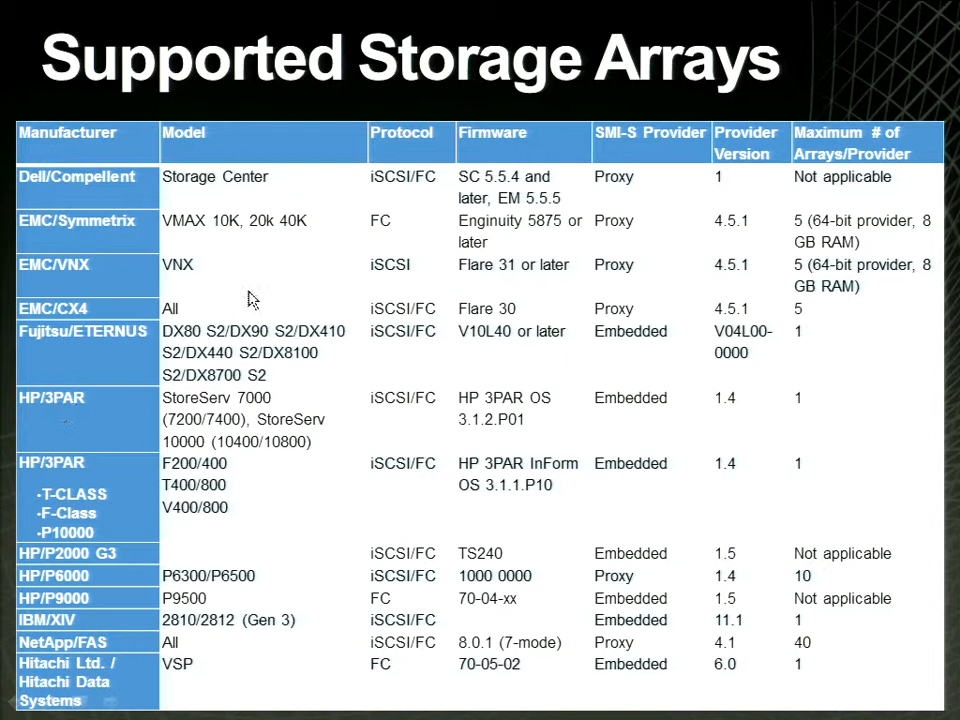 Supported Storage Arrays
Manufacturer Model Protocol Firmware SMI-S Provider Provider Version Maximum # of Arrays/Provider
Dell/Compellent Storage Center iSCSI/FC SC 5.5.4 and later, EM 5.5.5 Proxy 1 Not applicable
EMC/Symmetrix VMAX 10K, 20k 40K FC Enginuity 5875 or later Proxy 4.5.1 5 (64-bit provider, 8 GB RAM)
EMC/VNX VNX iSCSI Flare 31 or later Proxy 4.5.1 5 (64-bit provider, 8 GB RAM)
EMC/CX4 All iSCSI/FC Flare 30 Proxy 4.5.1 5
Fujitsu/ETERNUS DX80 S2/DX90 S2/DX410 S2/DX440 S2/DX8100 S2/DX8700 S2 iSCSI/FC V10L40 or later Embedded V04L00-0000 1
HP/3PAR StoreServ 7000 (7200/7400), StoreServ 10000 (10400/10800) iSCSI/FC HP 3PAR OS 3.1.2.P01 Embedded 1.4 1
HP/3PAR •T-CLASS •F-Class •P10000 F200/400 T400/800 V400/800 iSCSI/FC HP 3PAR InForm OS 3.1.1.P10 Embedded 1.4 1
HP/P2000 G3 iSCSI/FC TS240 Embedded 1.5 Not applicable
HP/P6000 P6300/P6500 iSCSI/FC 1000 0000 Proxy 1.4 10
HP/P9000 P9500 FC 70-04-xx Embedded 1.5 Not applicable
IBM/XIV 2810/2812 (Gen 3) iSCSI/FC Embedded 11.1 1
NetApp/FAS All iSCSI/FC 8.0.1 (7-mode) Proxy 4.1 40
Hitachi Ltd. / Hitachi Data Systems VSP FC 70-05-02 Embedded 6.0 1